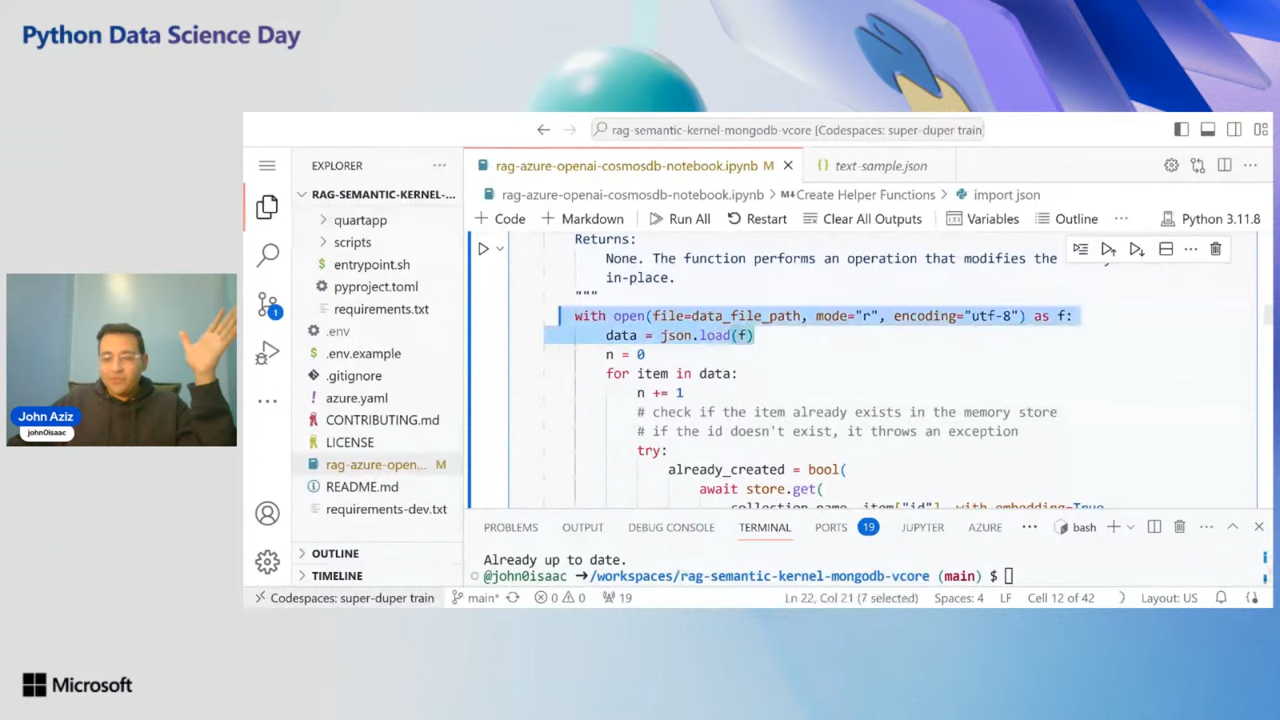 Python Data Science Day
rag-semantic-kernel-mongodb-vcore [Codespaces: super-duper train
EXPLORER
RAG-SEMANTIC-KERNEL-...
quartapp
scripts
entrypoint.sh
pyproject.toml
requirements.txt
.env
.env.example
.gitignore
azure.yaml
CONTRIBUTING.md
LICENSE
rag-azure-open... M
README.md
requirements-dev.txt
OUTLINE
TIMELINE
1
rag-azure-openai-cosmosdb-notebook.ipynb M
text-sample.json
rag-azure-openai-cosmosdb-notebook.ipynb > M Create Helper Functions > import json
Code Markdown Run All Restart Clear All Outputs Variables Outline ... Python 3.11.8
Returns:
None. The function performs an operation that modifies the
in-place.
"""
with open(file=data_file_path, mode="r", encoding="utf-8") as f:
data = json.load(f)
n = 0
for item in data:
n += 1
# check if the item already exists in the memory store
# if the id doesn't exist, it throws an exception
try:
already_created = bool(
await store.get(
collection_name, item["id"], with_embedding=True
PROBLEMS OUTPUT DEBUG CONSOLE TERMINAL PORTS 19 JUPYTER AZURE ... bash
Already up to date.
@john0isaac ➜/workspaces/rag-semantic-kernel-mongodb-vcore (main) $
Codespaces: super-duper train main* 0 0 19 Ln 22, Col 21 (7 selected) Spaces: 4 LF Cell 12 of 42 Layout: US
John Aziz
john0isaac
Microsoft